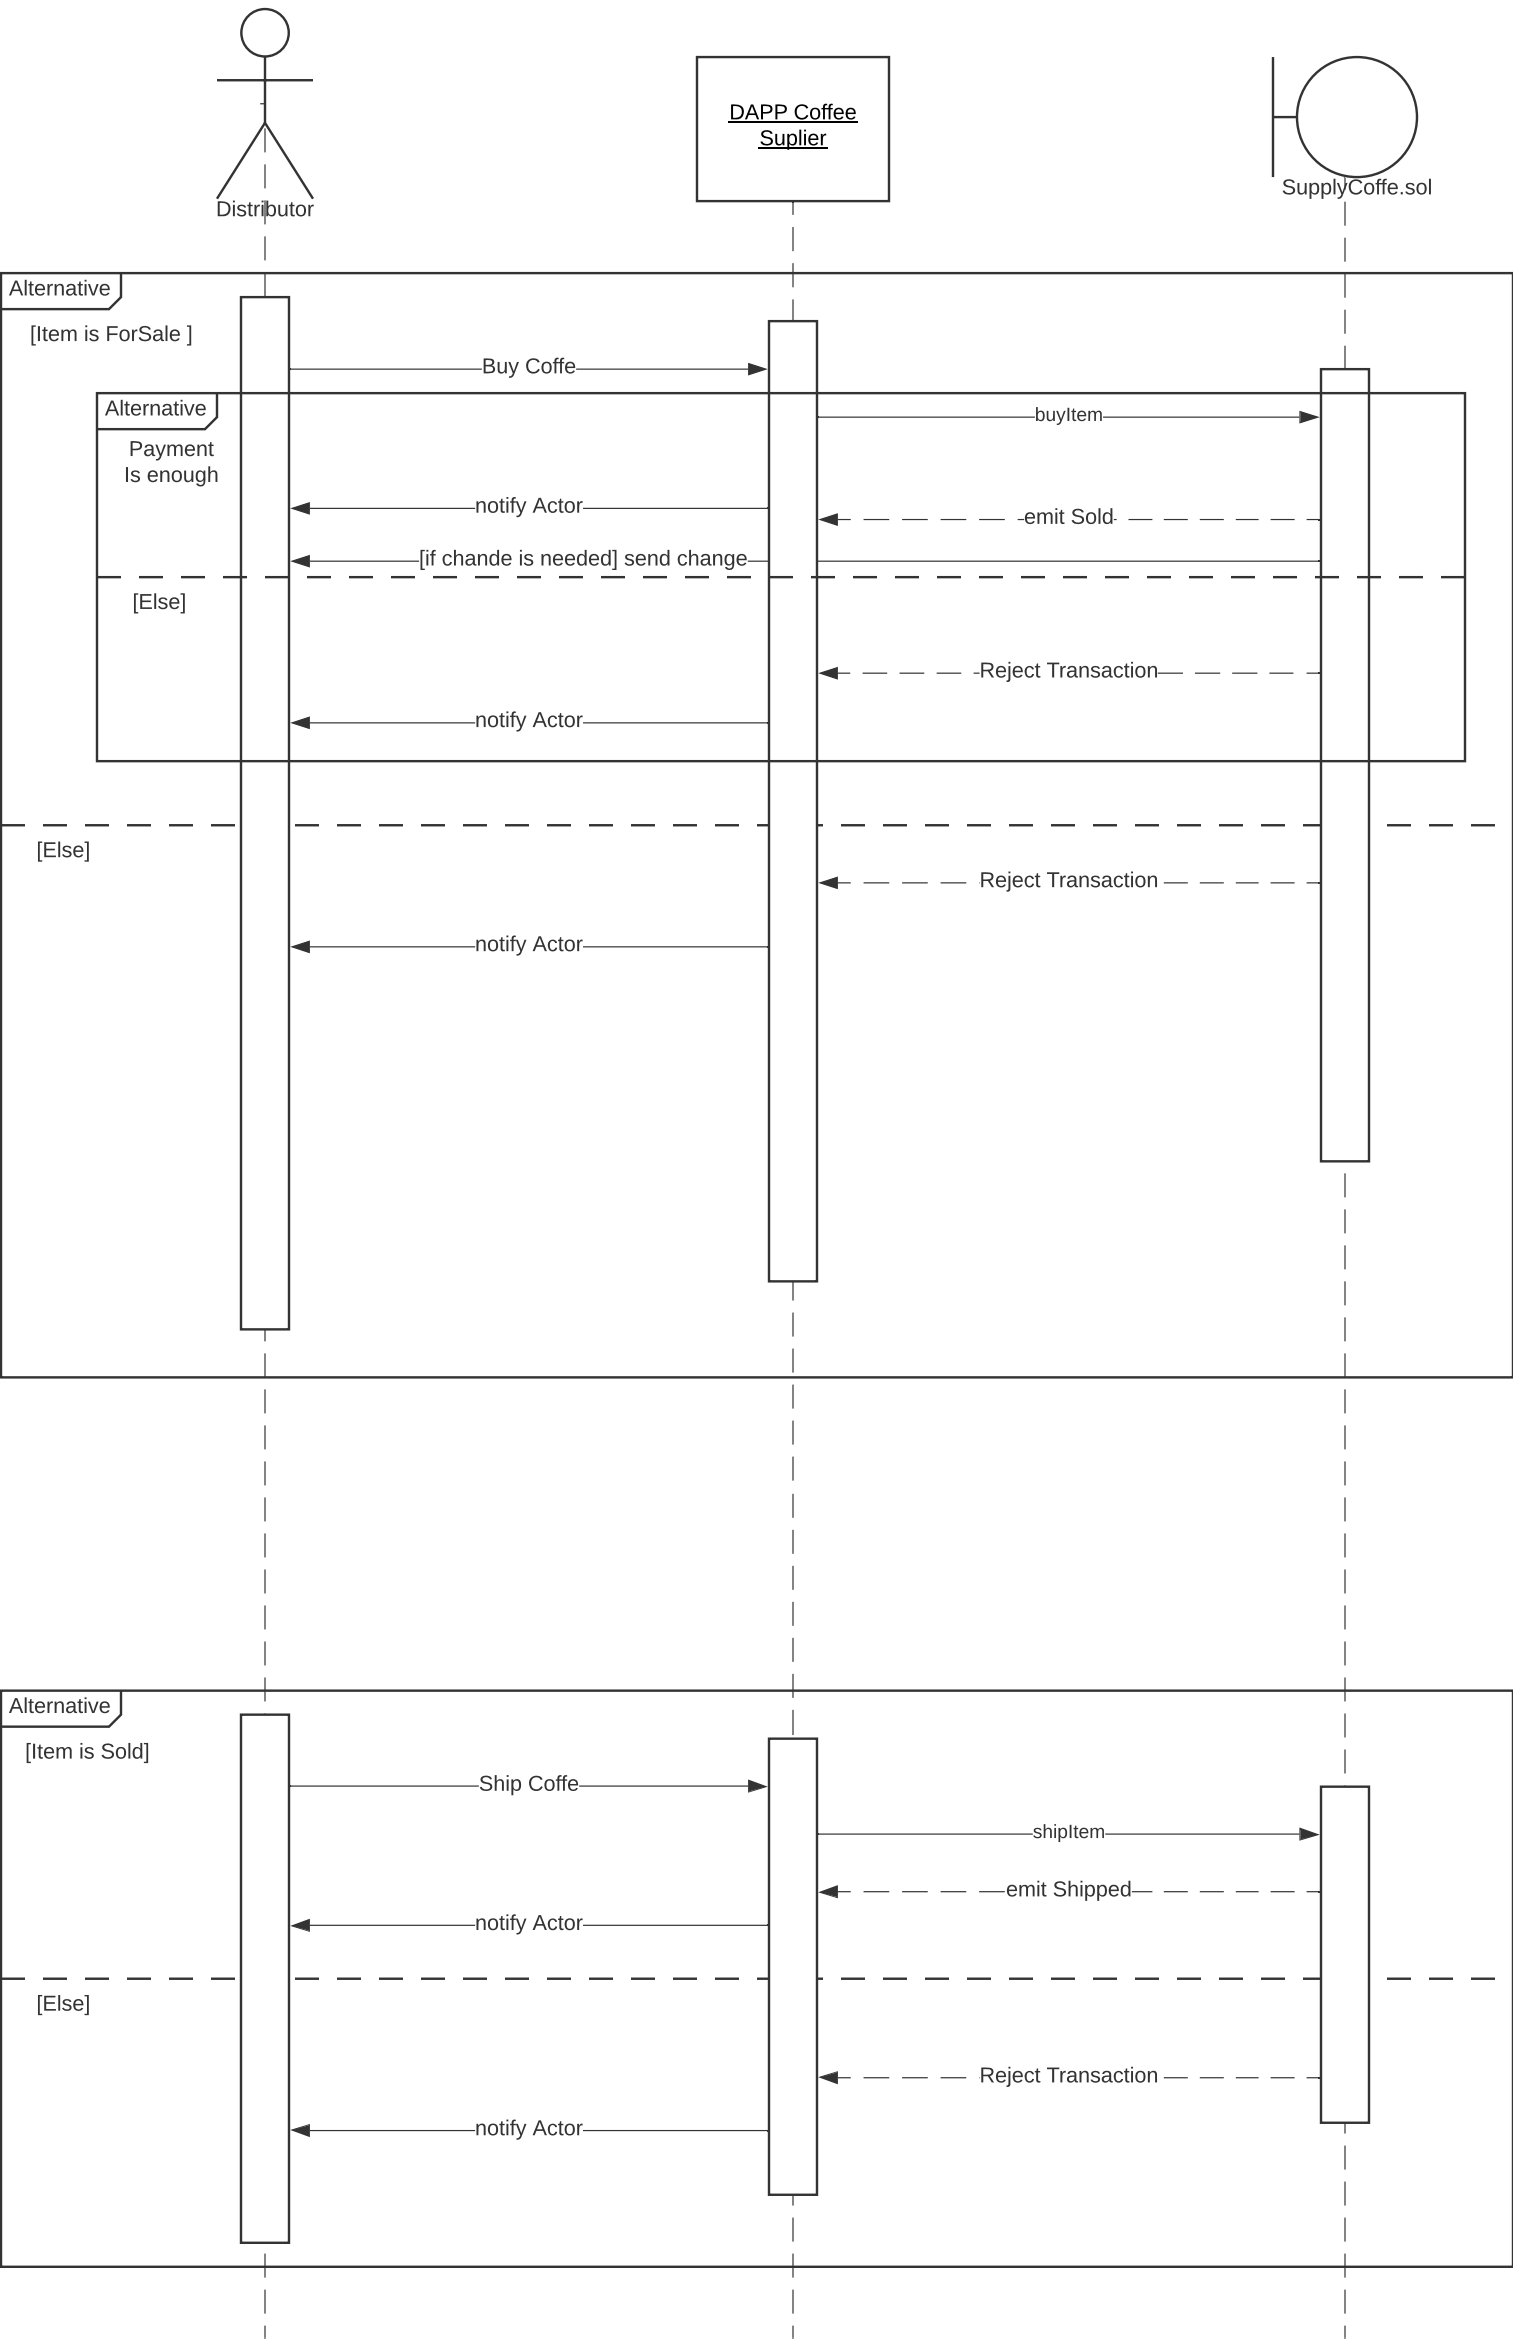 Distributor
DAPP Coffee
Suplier
SupplyCoffe.sol
Alternative
[Item is ForSale ]
Buy Coffe
Alternative
buyItem
Payment
Is enough
notify Actor
emit Sold
[if chande is needed] send change
[Else]
Reject Transaction
notify Actor
[Else]
Reject Transaction
notify Actor
Alternative
[Item is Sold]
Ship Coffe
shipItem
emit Shipped
notify Actor
[Else]
Reject Transaction
notify Actor